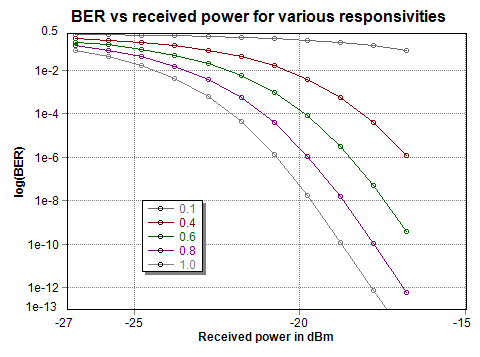 BER vs received power for various responsivities
0.5
1e-2
1e-4
1e-6
1e-8
1e-10
1e-12
1e-13
log(BER)
0.1
0.4
0.6
0.8
1.0
-27
-25
-20
-15
Received power in dBm